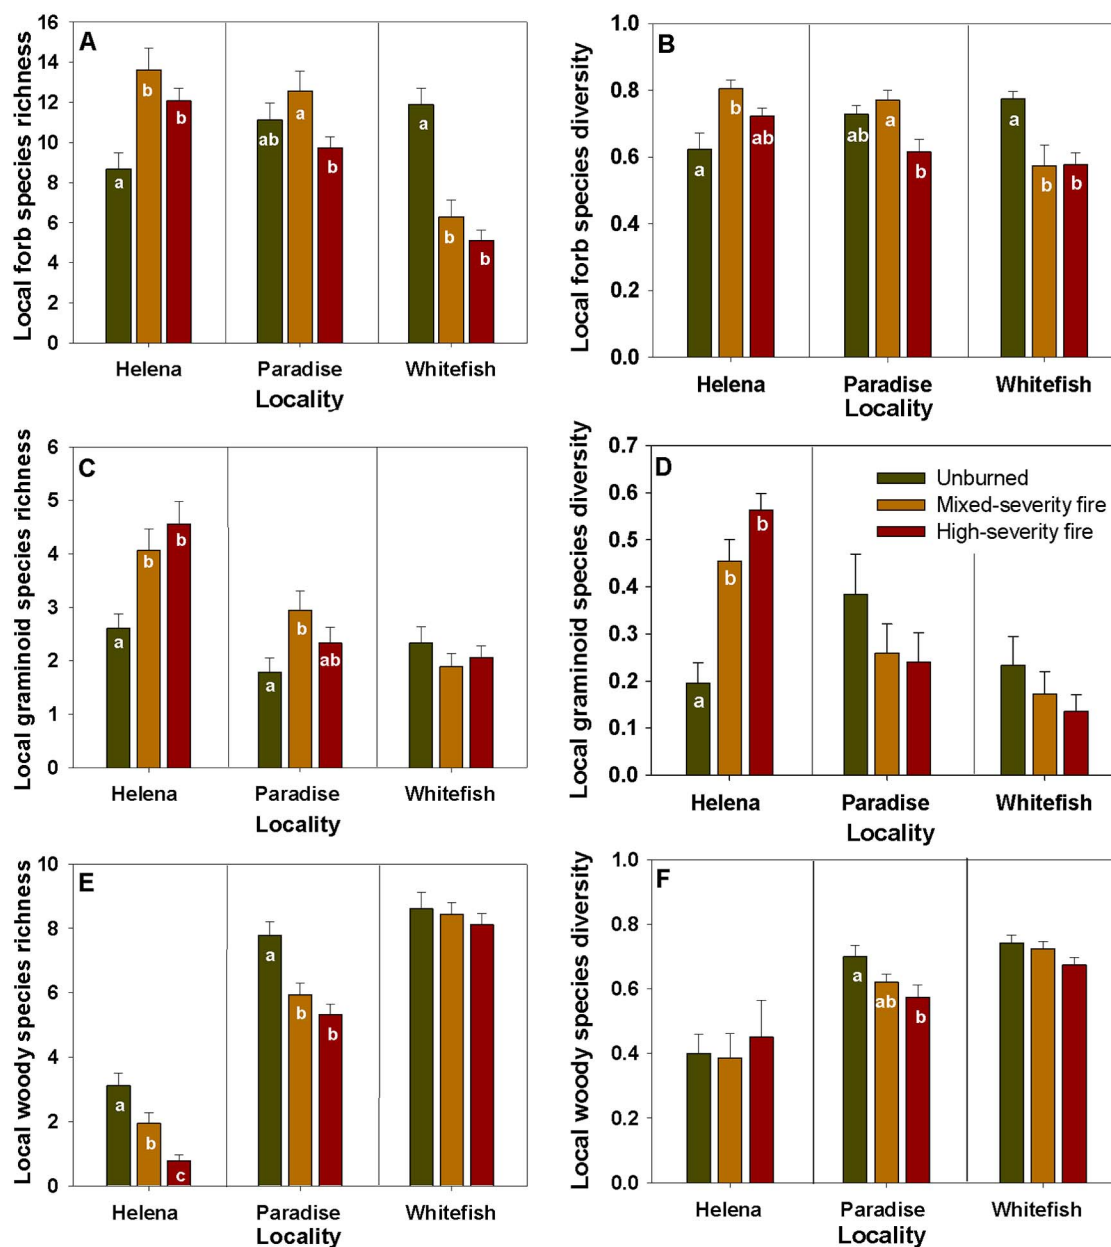 A
Local forb species richness
16
14
12
10
8
6
4
2
0
a
b
b
ab
a
b
a
b
b
Helena
Paradise
Whitefish
Locality
B
Local forb species diversity
1.0
0.8
0.6
0.4
0.2
0.0
a
b
ab
ab
a
b
a
b
b
Helena
Paradise
Whitefish
Locality
C
Local graminoid species richness
6
5
4
3
2
1
0
a
b
b
a
b
ab
Helena
Paradise
Whitefish
Locality
D
Local graminoid species diversity
0.7
0.6
0.5
0.4
0.3
0.2
0.1
0.0
Unburned
Mixed-severity fire
High-severity fire
a
b
b
Helena
Paradise
Whitefish
Locality
E
Local woody species richness
10
8
6
4
2
0
a
b
c
a
b
b
Helena
Paradise
Whitefish
Locality
F
Local woody species diversity
1.0
0.8
0.6
0.4
0.2
0.0
a
ab
b
Helena
Paradise
Whitefish
Locality